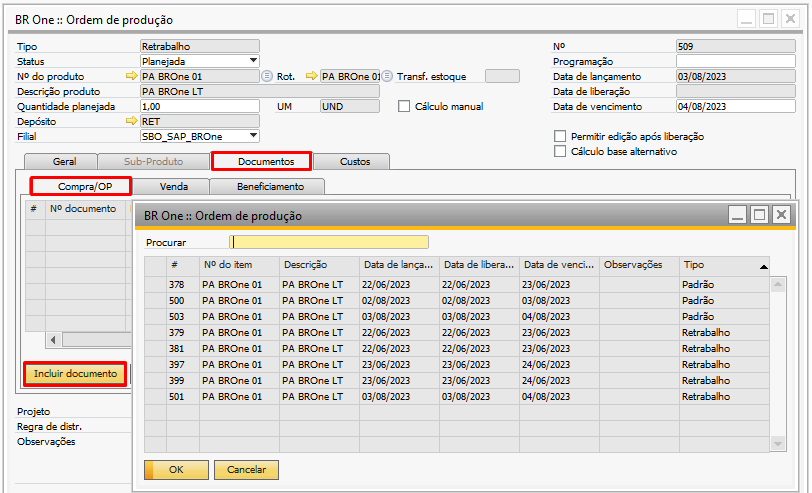 BR One :: Ordem de produção
Tipo Retrabalho Nº 509
Status Planejada Programação
Nº do produto PA BROne 01 Rot. PA BROne 01 Transf. estoque Data de lançamento 03/08/2023
Descrição produto PA BROne LT Data de liberação
Quantidade planejada 1,00 UM UND Cálculo manual Data de vencimento 04/08/2023
Depósito RET
Filial SBO_SAP_BROne Permitir edição após liberação
Cálculo base alternativo
Geral Sub-Produto Documentos Custos
Compra/OP Venda Beneficiamento
# Nº documento
BR One :: Ordem de produção
Procurar
# Nº do item Descrição Data de lança... Data de libera... Data de venci... Observações Tipo
378 PA BROne 01 PA BROne LT 22/06/2023 22/06/2023 23/06/2023 Padrão
500 PA BROne 01 PA BROne LT 02/08/2023 02/08/2023 03/08/2023 Padrão
503 PA BROne 01 PA BROne LT 03/08/2023 03/08/2023 04/08/2023 Padrão
379 PA BROne 01 PA BROne LT 22/06/2023 22/06/2023 23/06/2023 Retrabalho
381 PA BROne 01 PA BROne LT 22/06/2023 22/06/2023 23/06/2023 Retrabalho
397 PA BROne 01 PA BROne LT 23/06/2023 23/06/2023 24/06/2023 Retrabalho
399 PA BROne 01 PA BROne LT 23/06/2023 23/06/2023 24/06/2023 Retrabalho
501 PA BROne 01 PA BROne LT 03/08/2023 03/08/2023 04/08/2023 Retrabalho
Incluir documento
Projeto
Regra de distr.
Observações
OK Cancelar